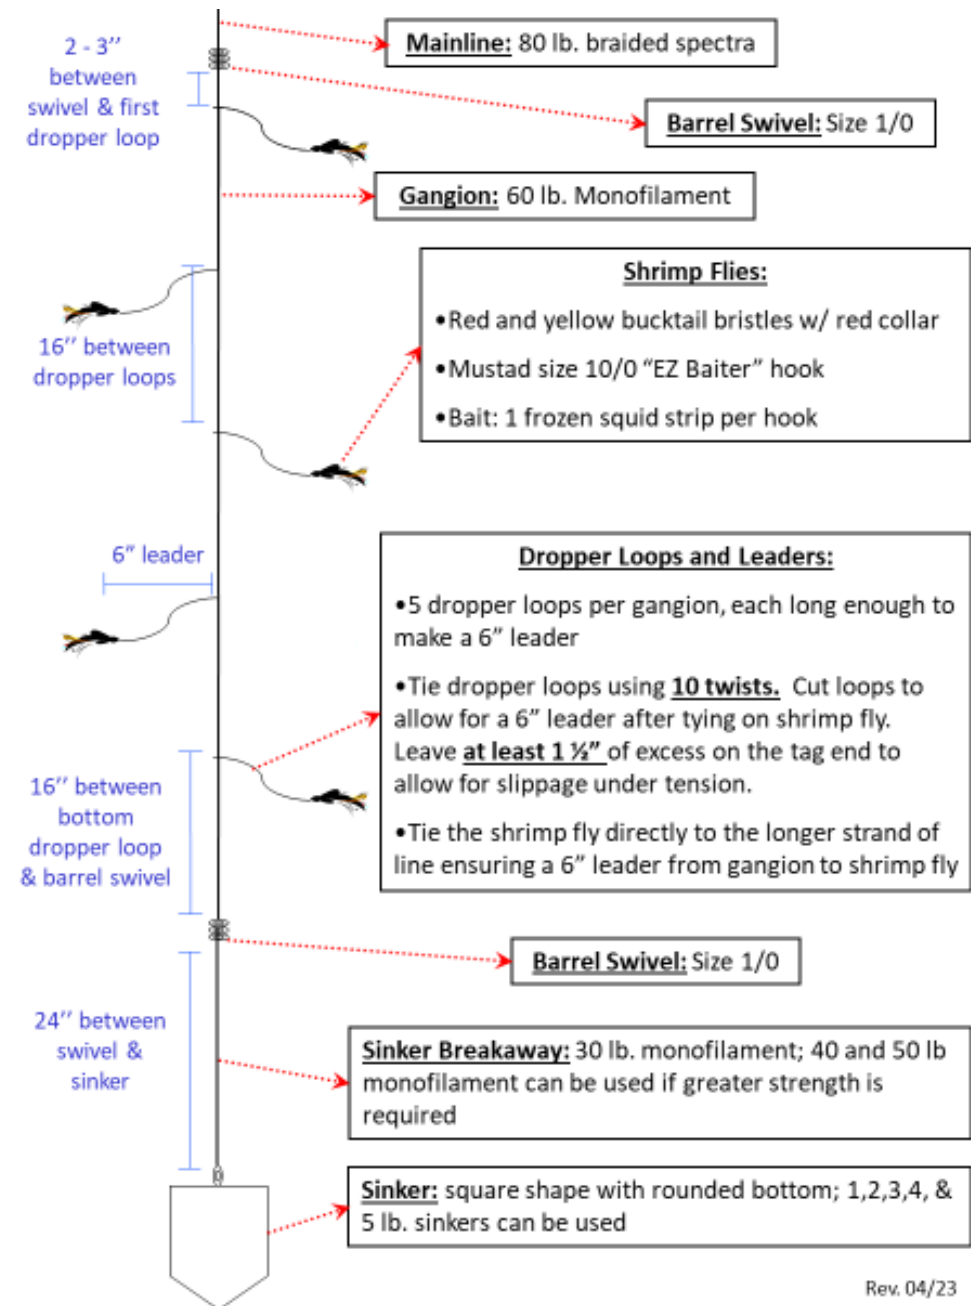 Mainline: 80 lb. braided spectra
2 - 3’’
between
swivel & first
dropper loop
Barrel Swivel: Size 1/0
Gangion: 60 lb. Monofilament
Shrimp Flies:
•Red and yellow bucktail bristles w/ red collar
•Mustad size 10/0 “EZ Baiter” hook
•Bait: 1 frozen squid strip per hook
16’’ between
dropper loops
6” leader
Dropper Loops and Leaders:
•5 dropper loops per gangion, each long enough to
make a 6” leader
•Tie dropper loops using 10 twists. Cut loops to
allow for a 6” leader after tying on shrimp fly.
Leave at least 1 ½” of excess on the tag end to
allow for slippage under tension.
•Tie the shrimp fly directly to the longer strand of
line ensuring a 6” leader from gangion to shrimp fly
16’’ between
bottom
dropper loop
& barrel swivel
Barrel Swivel: Size 1/0
24’’ between
swivel &
sinker
Sinker Breakaway: 30 lb. monofilament; 40 and 50 lb
monofilament can be used if greater strength is
required
Sinker: square shape with rounded bottom; 1,2,3,4, &
5 lb. sinkers can be used
Rev. 04/23